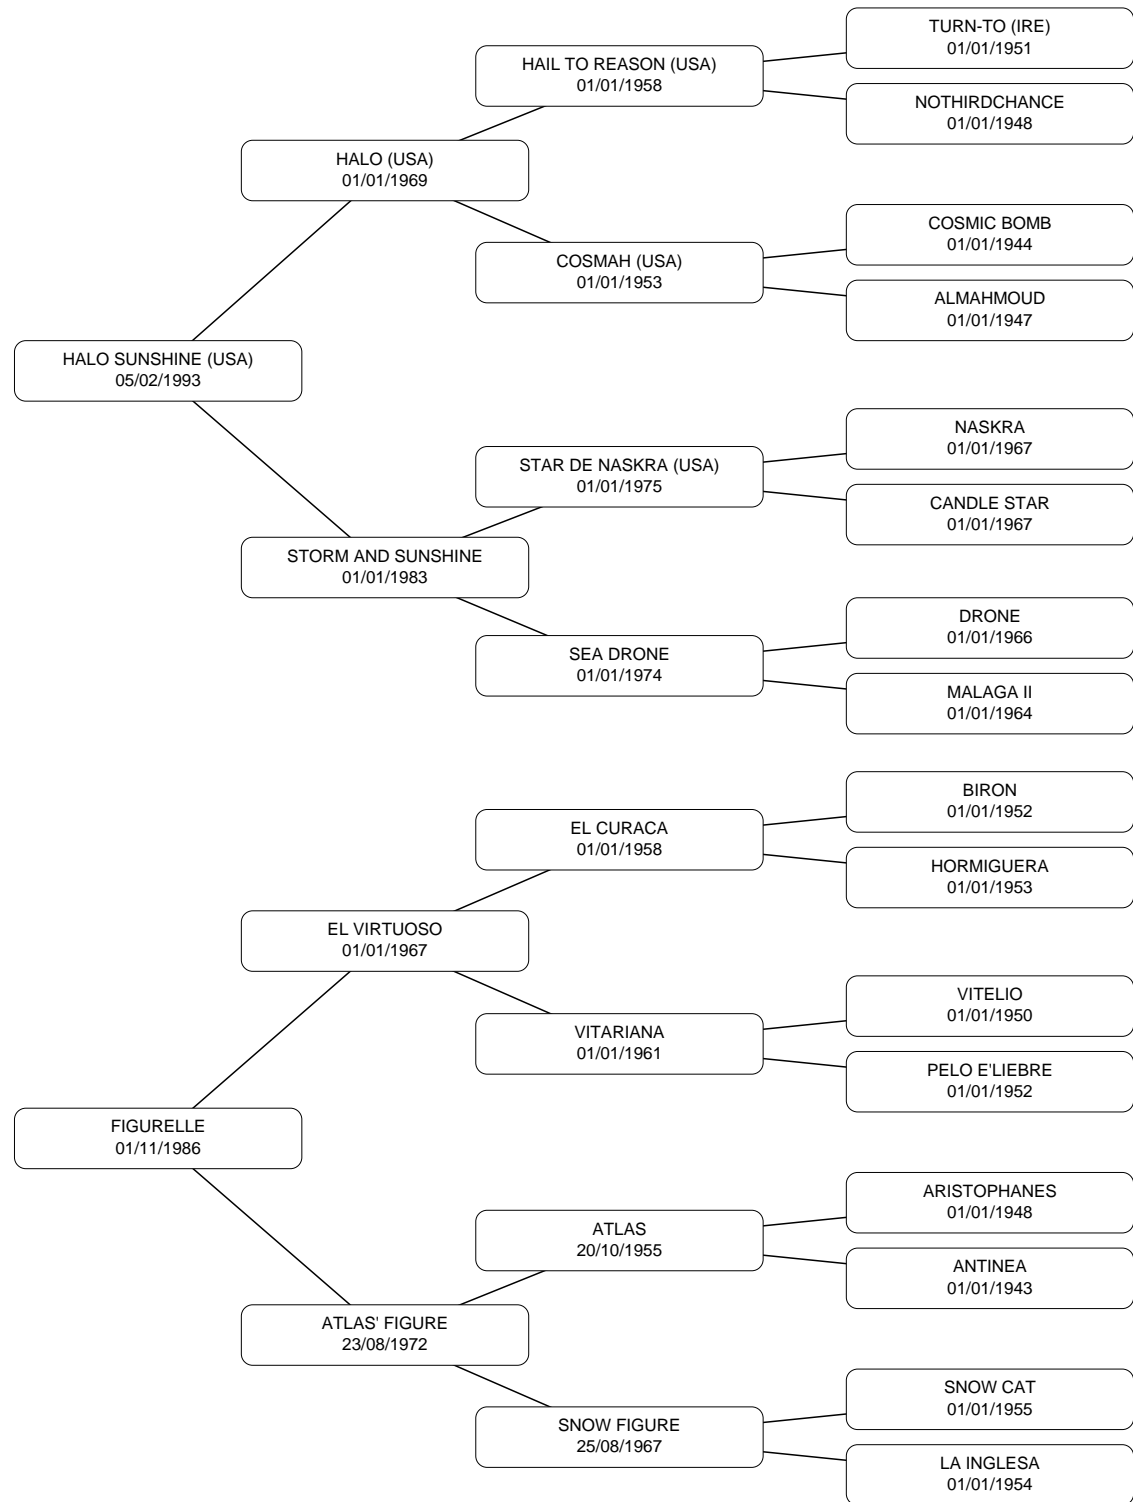 TURN-TO (IRE)
01/01/1951
HAIL TO REASON (USA)
01/01/1958
NOTHIRDCHANCE
01/01/1948
HALO (USA)
01/01/1969
COSMIC BOMB
01/01/1944
COSMAH (USA)
01/01/1953
ALMAHMOUD
01/01/1947
HALO SUNSHINE (USA)
05/02/1993
NASKRA
01/01/1967
STAR DE NASKRA (USA)
01/01/1975
CANDLE STAR
01/01/1967
STORM AND SUNSHINE
01/01/1983
DRONE
01/01/1966
SEA DRONE
01/01/1974
MALAGA II
01/01/1964
BIRON
01/01/1952
EL CURACA
01/01/1958
HORMIGUERA
01/01/1953
EL VIRTUOSO
01/01/1967
VITELIO
01/01/1950
VITARIANA
01/01/1961
PELO E'LIEBRE
01/01/1952
FIGURELLE
01/11/1986
ARISTOPHANES
01/01/1948
ATLAS
20/10/1955
ANTINEA
01/01/1943
ATLAS' FIGURE
23/08/1972
SNOW CAT
01/01/1955
SNOW FIGURE
25/08/1967
LA INGLESA
01/01/1954